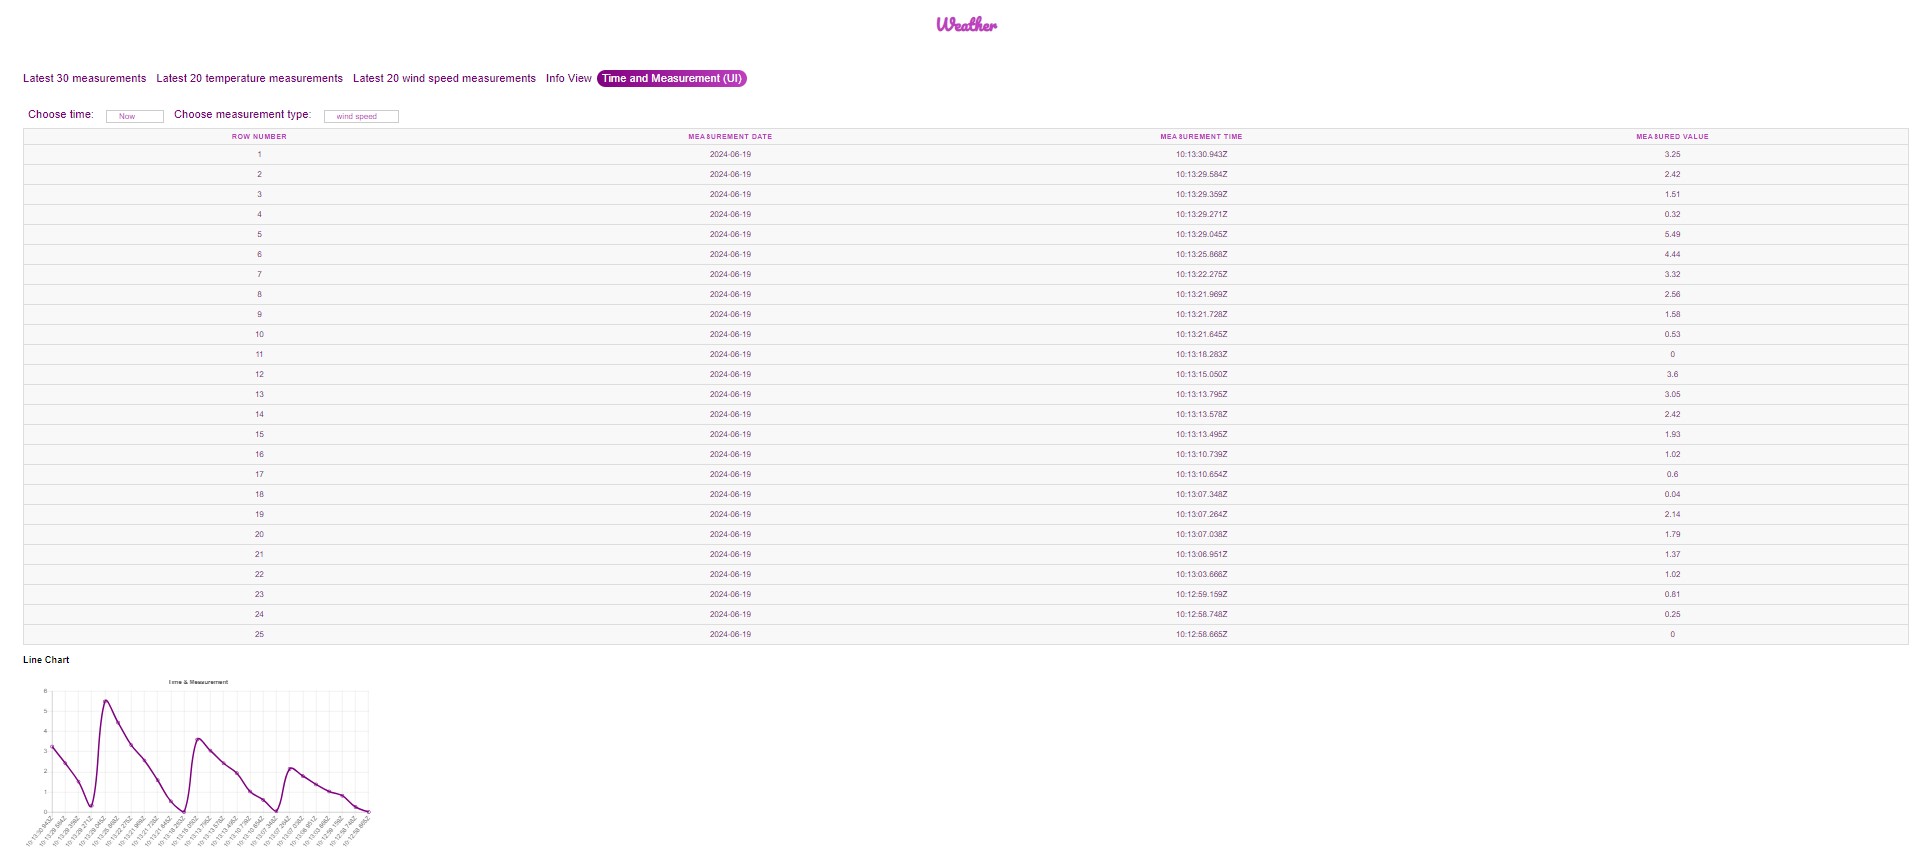 Weather
Latest 30 measurements Latest 20 temperature measurements Latest 20 wind speed measurements Info View Time and Measurement (UI)
Choose time: Now Choose measurement type: wind speed
ROW NUMBER MEASUREMENT DATE MEASUREMENT TIME MEASURED VALUE
1 2024-06-19 10:13:30.943Z 3.25
2 2024-06-19 10:13:29.584Z 2.42
3 2024-06-19 10:13:29.359Z 1.51
4 2024-06-19 10:13:29.271Z 0.32
5 2024-06-19 10:13:29.045Z 5.49
6 2024-06-19 10:13:25.868Z 4.44
7 2024-06-19 10:13:22.275Z 3.32
8 2024-06-19 10:13:21.969Z 2.56
9 2024-06-19 10:13:21.728Z 1.58
10 2024-06-19 10:13:21.645Z 0.53
11 2024-06-19 10:13:18.283Z 0
12 2024-06-19 10:13:15.050Z 3.6
13 2024-06-19 10:13:13.795Z 3.05
14 2024-06-19 10:13:13.578Z 2.42
15 2024-06-19 10:13:13.495Z 1.93
16 2024-06-19 10:13:10.739Z 1.02
17 2024-06-19 10:13:10.654Z 0.6
18 2024-06-19 10:13:07.348Z 0.04
19 2024-06-19 10:13:07.264Z 2.14
20 2024-06-19 10:13:07.038Z 1.79
21 2024-06-19 10:13:06.951Z 1.37
22 2024-06-19 10:13:03.666Z 1.02
23 2024-06-19 10:12:59.159Z 0.81
24 2024-06-19 10:12:58.748Z 0.25
25 2024-06-19 10:12:58.665Z 0
Line Chart
Time & Measurement
6
5
4
3
2
1
0